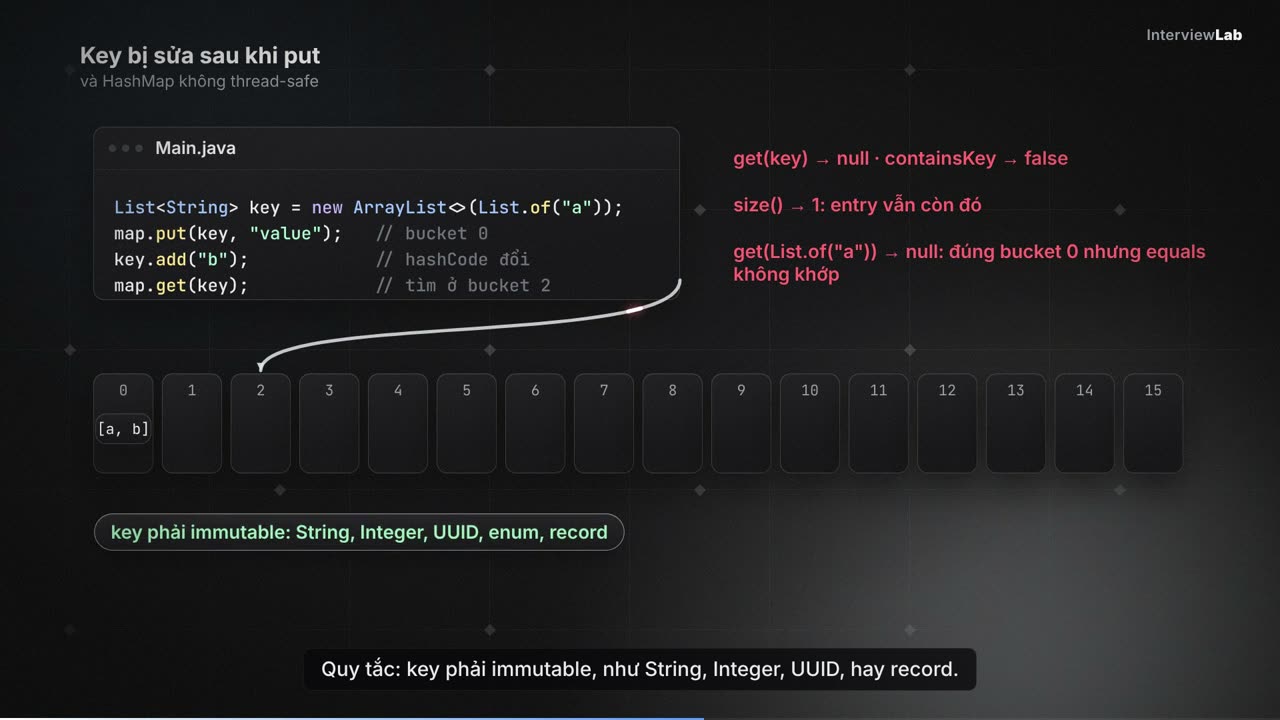 Key bị sửa sau khi put
và HashMap không thread-safe
InterviewLab
Main.java
List<String> key = new ArrayList<>(List.of("a"));
map.put(key, "value");   // bucket 0
key.add("b");            // hashCode đổi
map.get(key);            // tìm ở bucket 2
get(key) → null · containsKey → false
size() → 1: entry vẫn còn đó
get(List.of("a")) → null: đúng bucket 0 nhưng equals
không khớp
0 1 2 3 4 5 6 7 8 9 10 11 12 13 14 15
[a, b]
key phải immutable: String, Integer, UUID, enum, record
Quy tắc: key phải immutable, như String, Integer, UUID, hay record.